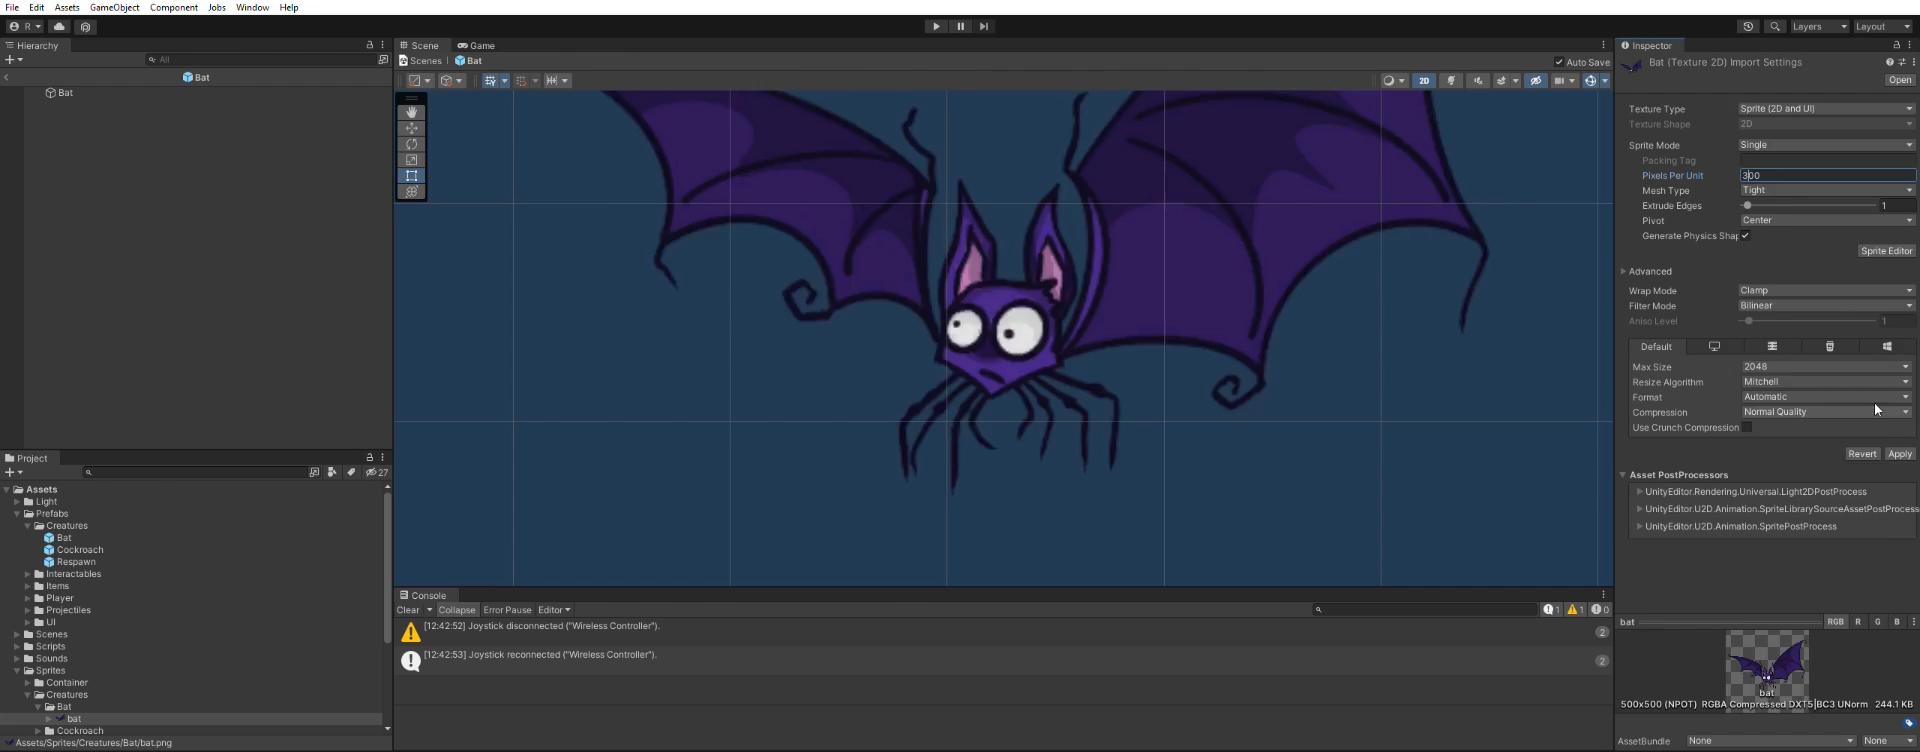 File Edit Assets GameObject Component Jobs Window Help
R Layers Layout
Hierarchy
All
Bat
Bat
Scene Game
Scenes Bat Auto Save
2D
Inspector
Bat (Texture 2D) Import Settings
Open
Texture Type Sprite (2D and UI)
Texture Shape 2D
Sprite Mode Single
Packing Tag
Pixels Per Unit 300
Mesh Type Tight
Extrude Edges 1
Pivot Center
Generate Physics Shap
Sprite Editor
Advanced
Wrap Mode Clamp
Filter Mode Bilinear
Aniso Level 1
Default
Max Size 2048
Resize Algorithm Mitchell
Format Automatic
Compression Normal Quality
Use Crunch Compression
Revert Apply
Asset PostProcessors
UnityEditor.Rendering.Universal.Light2DPostProcess
UnityEditor.U2D.Animation.SpriteLibrarySourceAssetPostProcess
UnityEditor.U2D.Animation.SpritePostProcess
Project
27
Assets
Light
Prefabs
Creatures
Bat
Cockroach
Respawn
Interactables
Items
Player
Projectiles
UI
Scenes
Scripts
Sounds
Sprites
Container
Creatures
Bat
bat
Cockroach
Assets/Sprites/Creatures/Bat/bat.png
Console
Clear Collapse Error Pause Editor 1 1 0
[12:42:52] Joystick disconnected ("Wireless Controller"). 2
[12:42:53] Joystick reconnected ("Wireless Controller"). 2
bat RGB R G B
bat
500x500 (NPOT) RGBA Compressed DXT5|BC3 UNorm 244.1 KB
AssetBundle None None